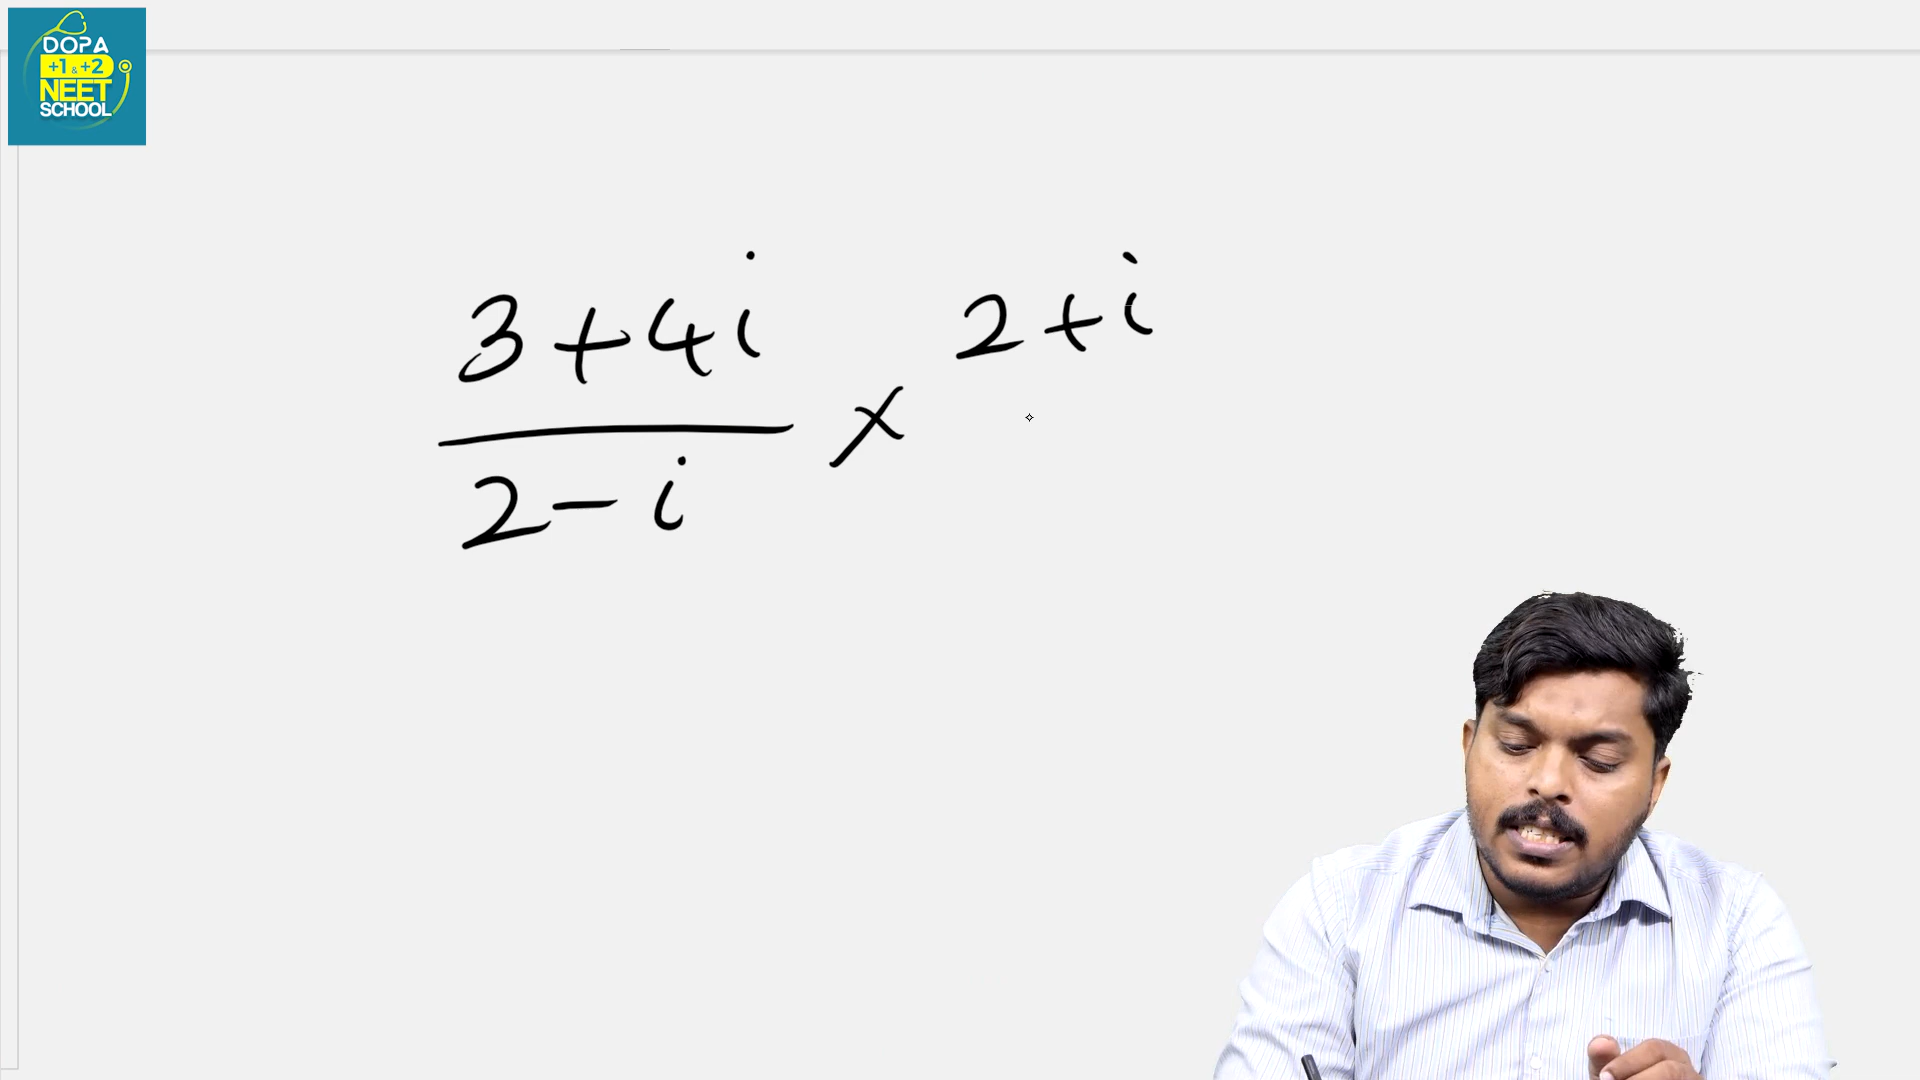 DOPA
+1 & +2
NEET
SCHOOL
3+4i × 2+i
2-i